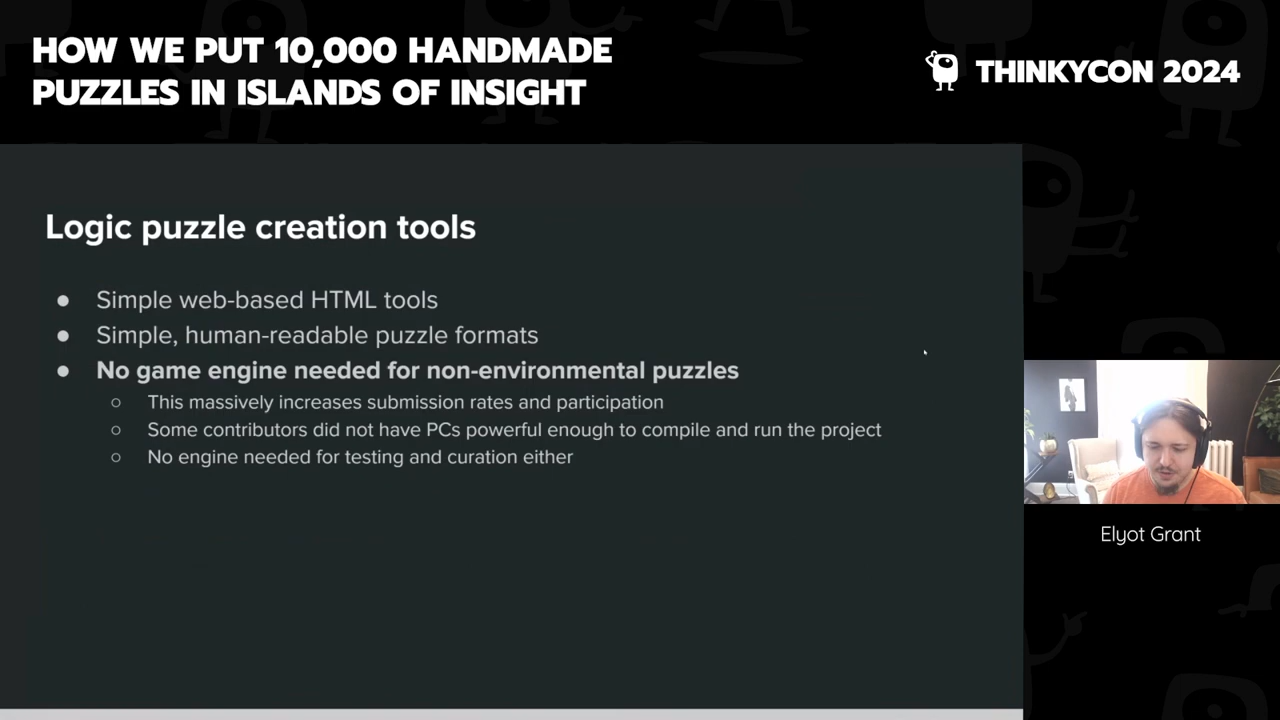 HOW WE PUT 10,000 HANDMADE
PUZZLES IN ISLANDS OF INSIGHT
THINKYCON 2024
Logic puzzle creation tools
● Simple web-based HTML tools
● Simple, human-readable puzzle formats
● No game engine needed for non-environmental puzzles
○ This massively increases submission rates and participation
○ Some contributors did not have PCs powerful enough to compile and run the project
○ No engine needed for testing and curation either
Elyot Grant